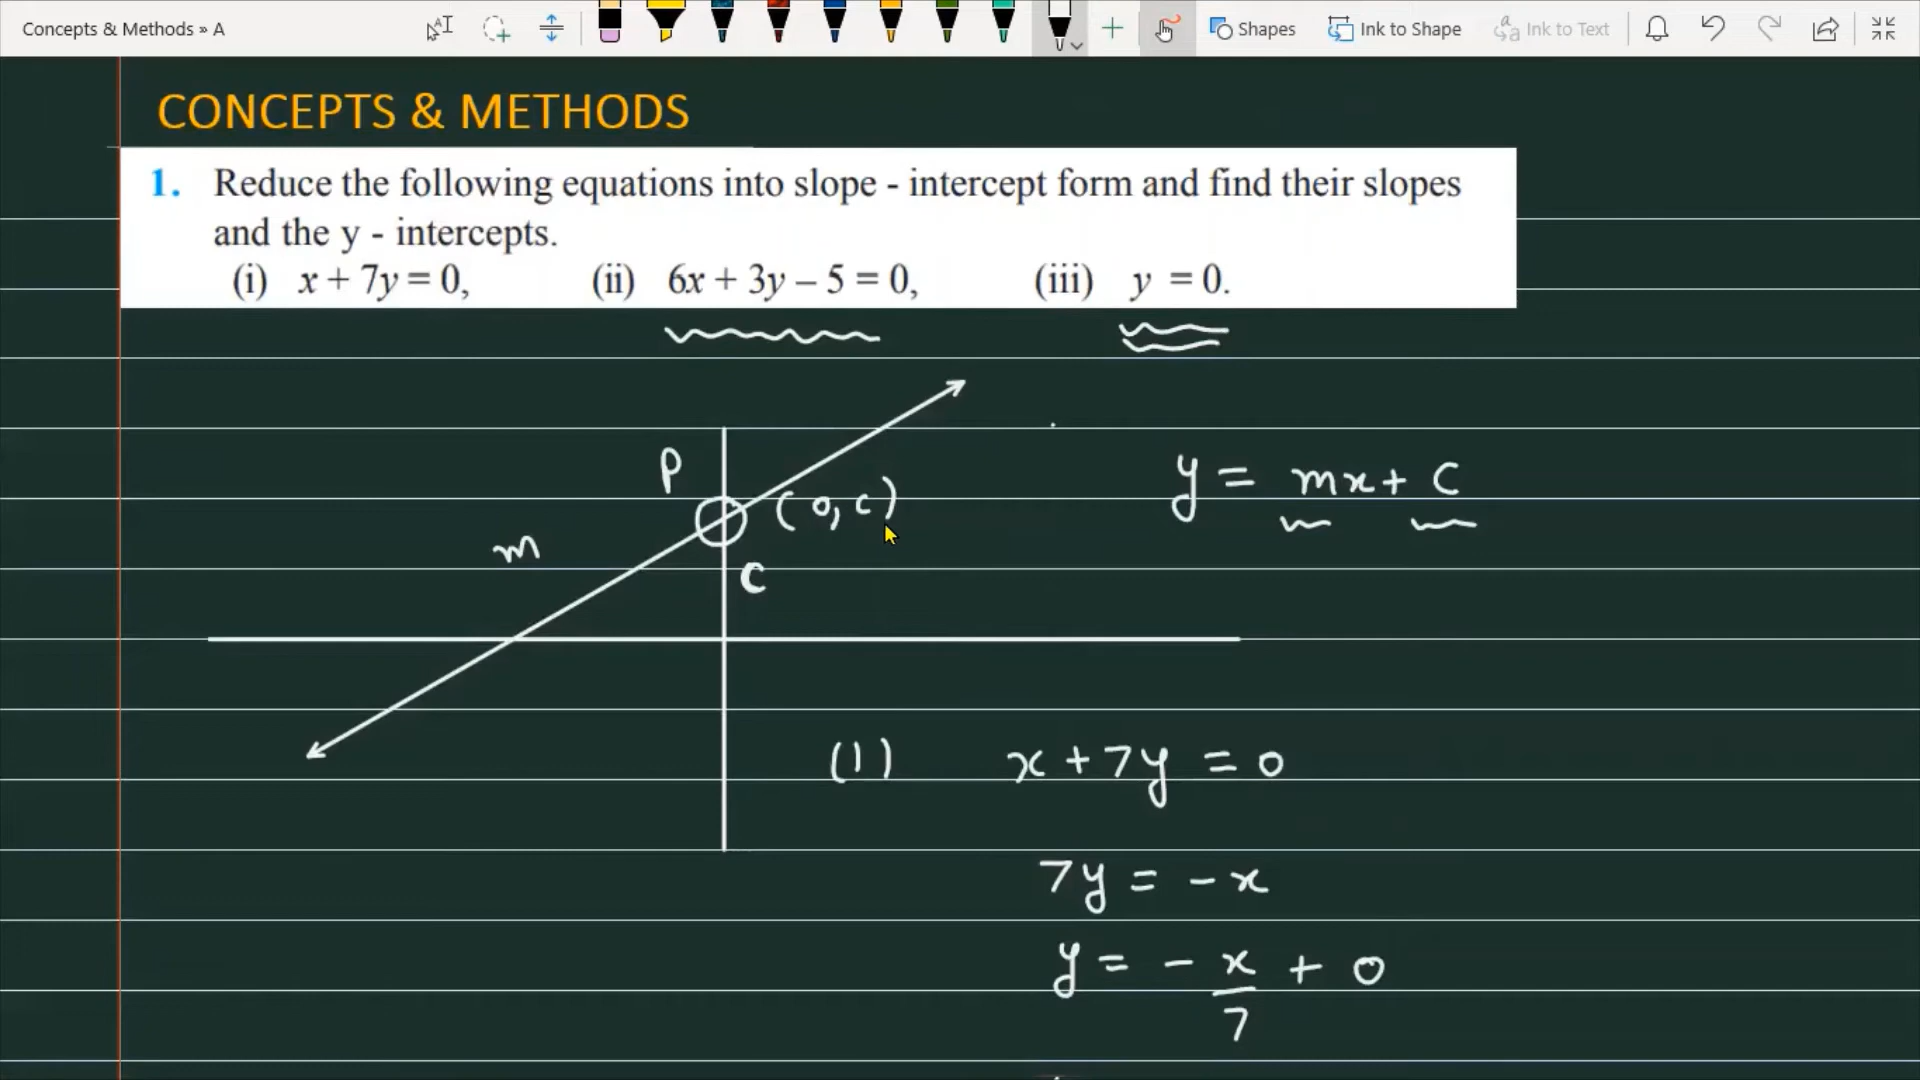 Concepts & Methods » A
Shapes
Ink to Shape
Ink to Text
CONCEPTS & METHODS
1. Reduce the following equations into slope - intercept form and find their slopes
and the y - intercepts.
(i) x + 7y = 0, (ii) 6x + 3y – 5 = 0, (iii) y = 0.
P
(0, c)
y = mx + c
m
c
(1) x + 7y = 0
7y = - x
y = - x/7 + 0